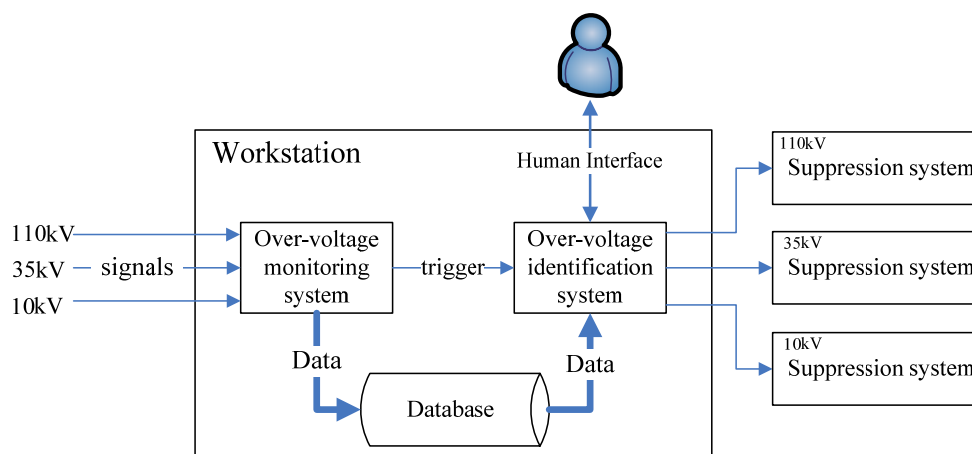 Workstation
Human Interface
110kV
35kV
signals
10kV
Over-voltage
monitoring
system
trigger
Over-voltage
identification
system
Data
Data
Database
110kV
Suppression system
35kV
Suppression system
10kV
Suppression system